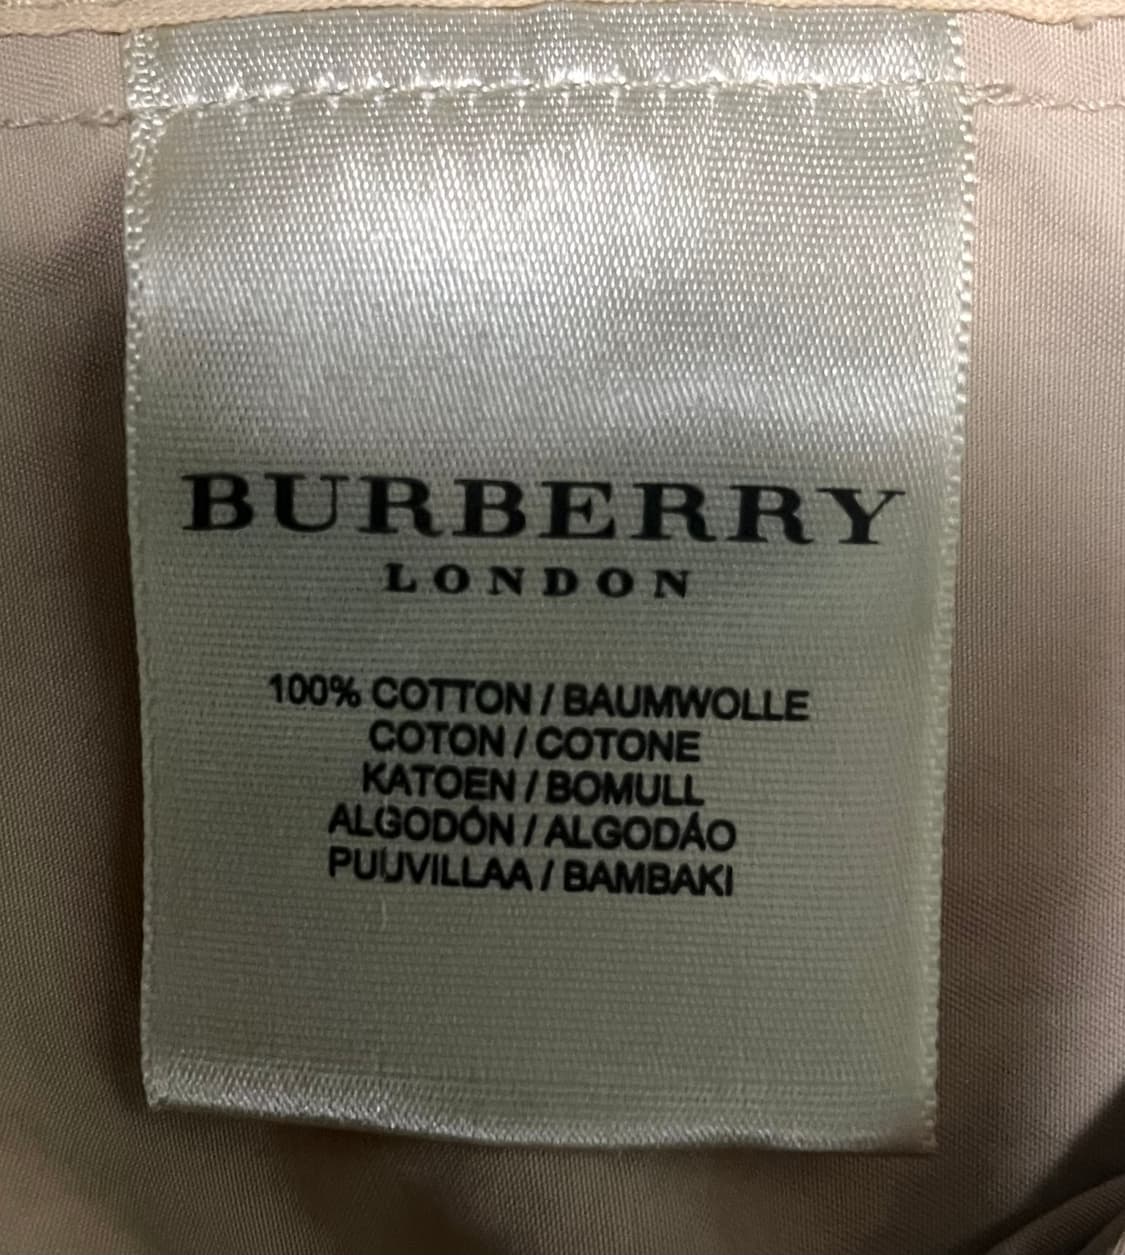 BURBERRY
LONDON
100% COTTON / BAUMWOLLE
COTON / COTONE
KATOEN / BOMULL
ALGODÓN / ALGODÁO
PUUVILLAA / BAMBAKI